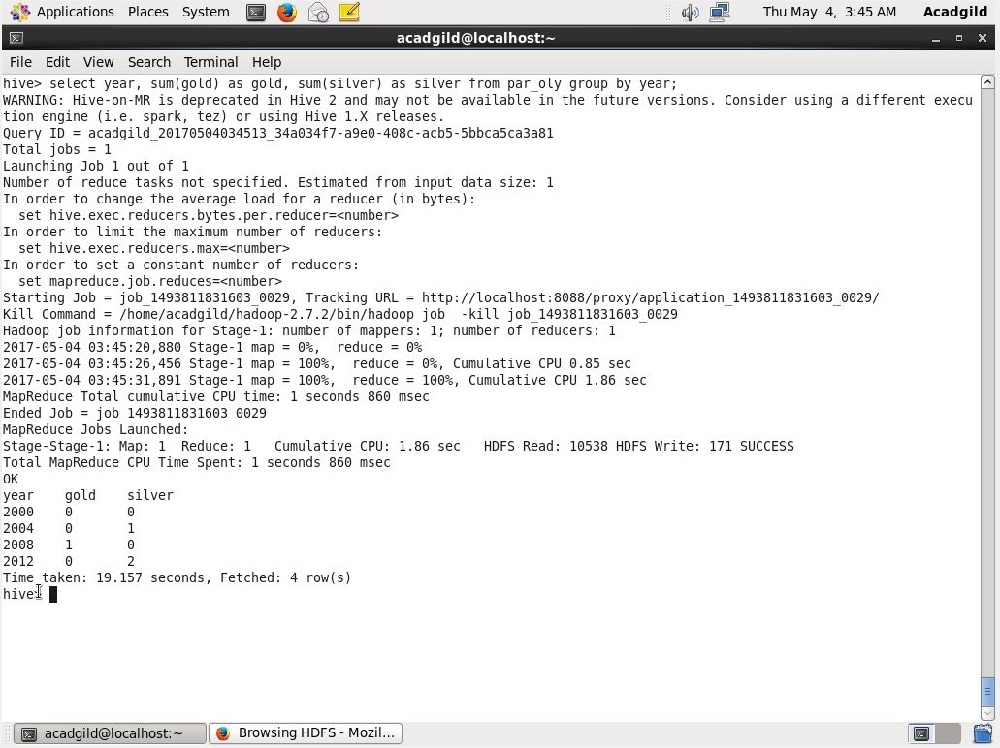 Applications Places System Thu May 4, 3:45 AM Acadgild
acadgild@localhost:~
File Edit View Search Terminal Help
hive> select year, sum(gold) as gold, sum(silver) as silver from par_oly group by year;
WARNING: Hive-on-MR is deprecated in Hive 2 and may not be available in the future versions. Consider using a different execu
tion engine (i.e. spark, tez) or using Hive 1.X releases.
Query ID = acadgild_20170504034513_34a034f7-a9e0-408c-acb5-5bbca5ca3a81
Total jobs = 1
Launching Job 1 out of 1
Number of reduce tasks not specified. Estimated from input data size: 1
In order to change the average load for a reducer (in bytes):
  set hive.exec.reducers.bytes.per.reducer=<number>
In order to limit the maximum number of reducers:
  set hive.exec.reducers.max=<number>
In order to set a constant number of reducers:
  set mapreduce.job.reduces=<number>
Starting Job = job_1493811831603_0029, Tracking URL = http://localhost:8088/proxy/application_1493811831603_0029/
Kill Command = /home/acadgild/hadoop-2.7.2/bin/hadoop job  -kill job_1493811831603_0029
Hadoop job information for Stage-1: number of mappers: 1; number of reducers: 1
2017-05-04 03:45:20,880 Stage-1 map = 0%,  reduce = 0%
2017-05-04 03:45:26,456 Stage-1 map = 100%,  reduce = 0%, Cumulative CPU 0.85 sec
2017-05-04 03:45:31,891 Stage-1 map = 100%,  reduce = 100%, Cumulative CPU 1.86 sec
MapReduce Total cumulative CPU time: 1 seconds 860 msec
Ended Job = job_1493811831603_0029
MapReduce Jobs Launched:
Stage-Stage-1: Map: 1  Reduce: 1   Cumulative CPU: 1.86 sec   HDFS Read: 10538 HDFS Write: 171 SUCCESS
Total MapReduce CPU Time Spent: 1 seconds 860 msec
OK
year    gold    silver
2000    0       0
2004    0       1
2008    1       0
2012    0       2
Time taken: 19.157 seconds, Fetched: 4 row(s)
hive>
acadgild@localhost:~ Browsing HDFS - Mozil...